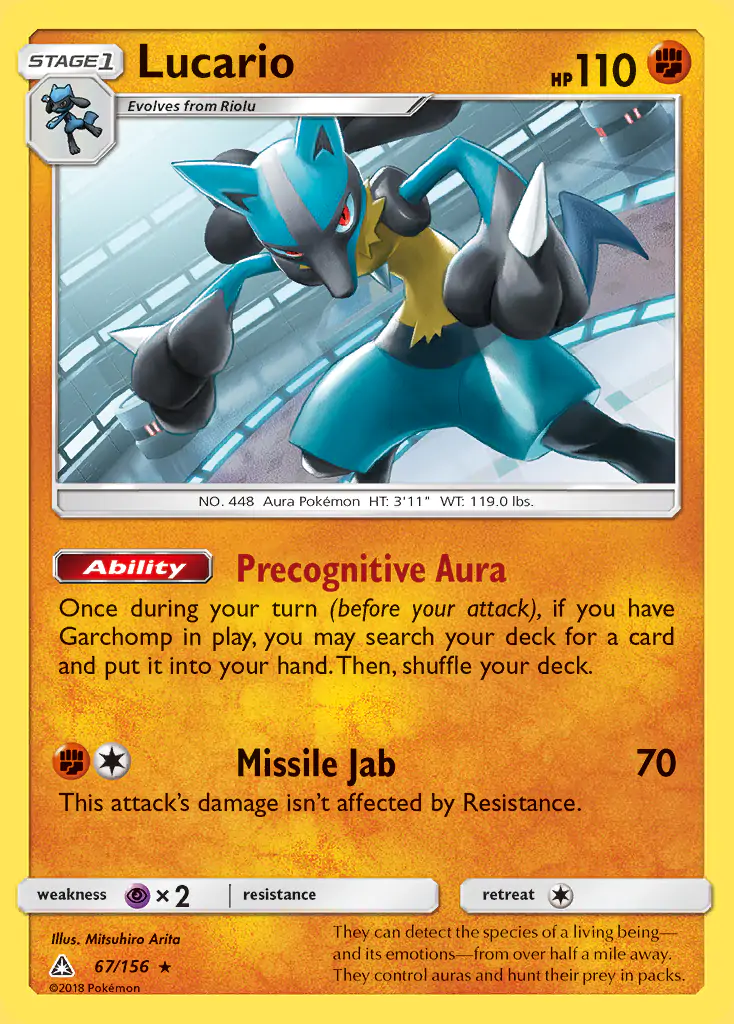 STAGE 1
Lucario
HP 110
Evolves from Riolu
NO. 448 Aura Pokémon HT: 3'11" WT: 119.0 lbs.
Ability Precognitive Aura
Once during your turn (before your attack), if you have
Garchomp in play, you may search your deck for a card
and put it into your hand. Then, shuffle your deck.
Missile Jab 70
This attack's damage isn't affected by Resistance.
weakness ×2 resistance retreat
Illus. Mitsuhiro Arita
67/156 ★
©2018 Pokémon
They can detect the species of a living being—
and its emotions—from over half a mile away.
They control auras and hunt their prey in packs.